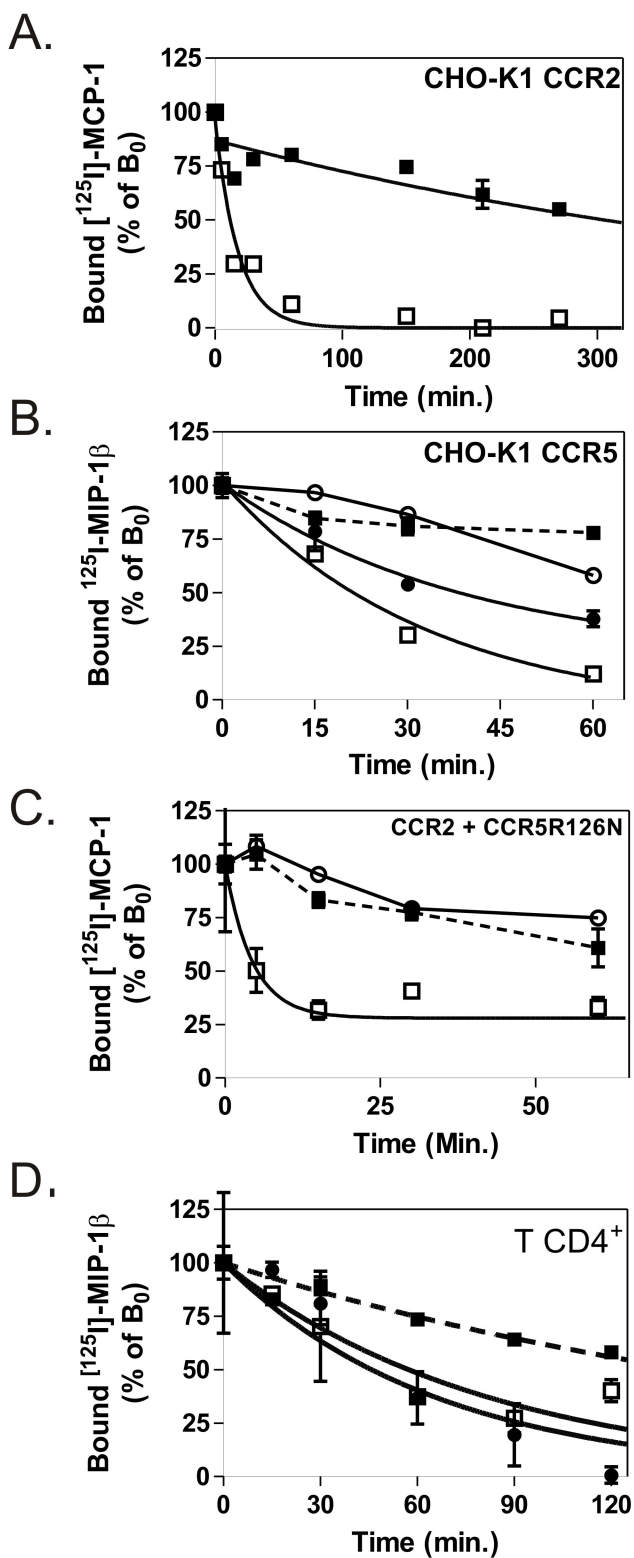 A.
CHO-K1 CCR2
Bound [125I]-MCP-1
(% of B0)
125
100
75
50
25
0
0 100 200 300
Time (min.)
B.
CHO-K1 CCR5
Bound 125I-MIP-1β
(% of B0)
125
100
75
50
25
0
0 15 30 45 60
Time (min.)
C.
CCR2 + CCR5R126N
Bound [125I]-MCP-1
(% of B0)
125
100
75
50
25
0
0 25 50
Time (Min.)
D.
T CD4+
Bound [125I]-MIP-1β
(% of B0)
125
100
75
50
25
0
0 30 60 90 120
Time (min.)